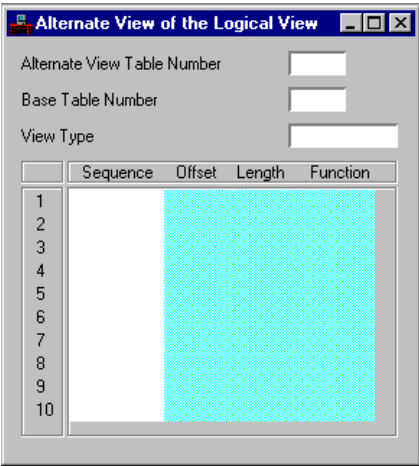 Alternate View of the Logical View
Alternate View Table Number
Base Table Number
View Type
Sequence Offset Length Function
1
2
3
4
5
6
7
8
9
10